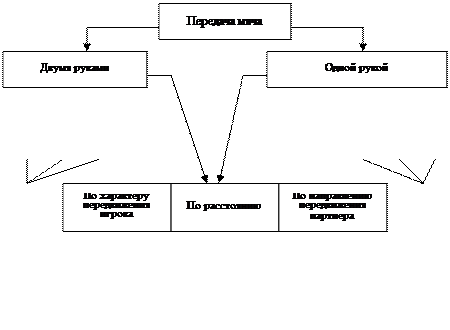 Передача мяча
Двумя руками
Одной рукой
По характеру
передвижения
игрока
По расстоянию
По направлению
передвижения
партнера